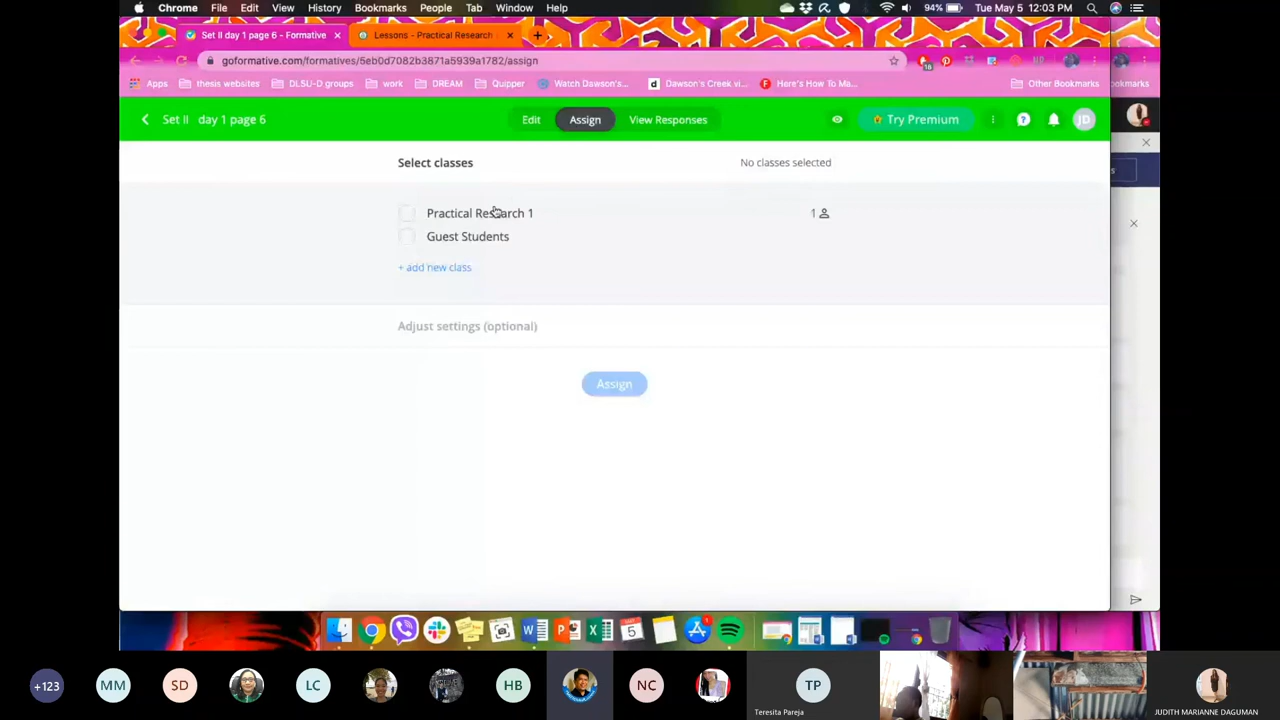 Chrome File Edit View History Bookmarks People Tab Window Help 94% Tue May 5 12:03 PM
Set II day 1 page 6 - Formative Lessons - Practical Research
goformative.com/formatives/5eb0d7082b3871a5939a1782/assign
Apps thesis websites DLSU-D groups work DREAM Quipper Watch Dawson's... Dawson's Creek vi... Here's How To Ma... Other Bookmarks ookmarks
Set II day 1 page 6 Edit Assign View Responses Try Premium JD
Select classes No classes selected
Practical Research 1 1
Guest Students
+ add new class
Adjust settings (optional)
Assign
+123 MM SD LC HB NC TP
Teresita Pareja JUDITH MARIANNE DAGUMAN